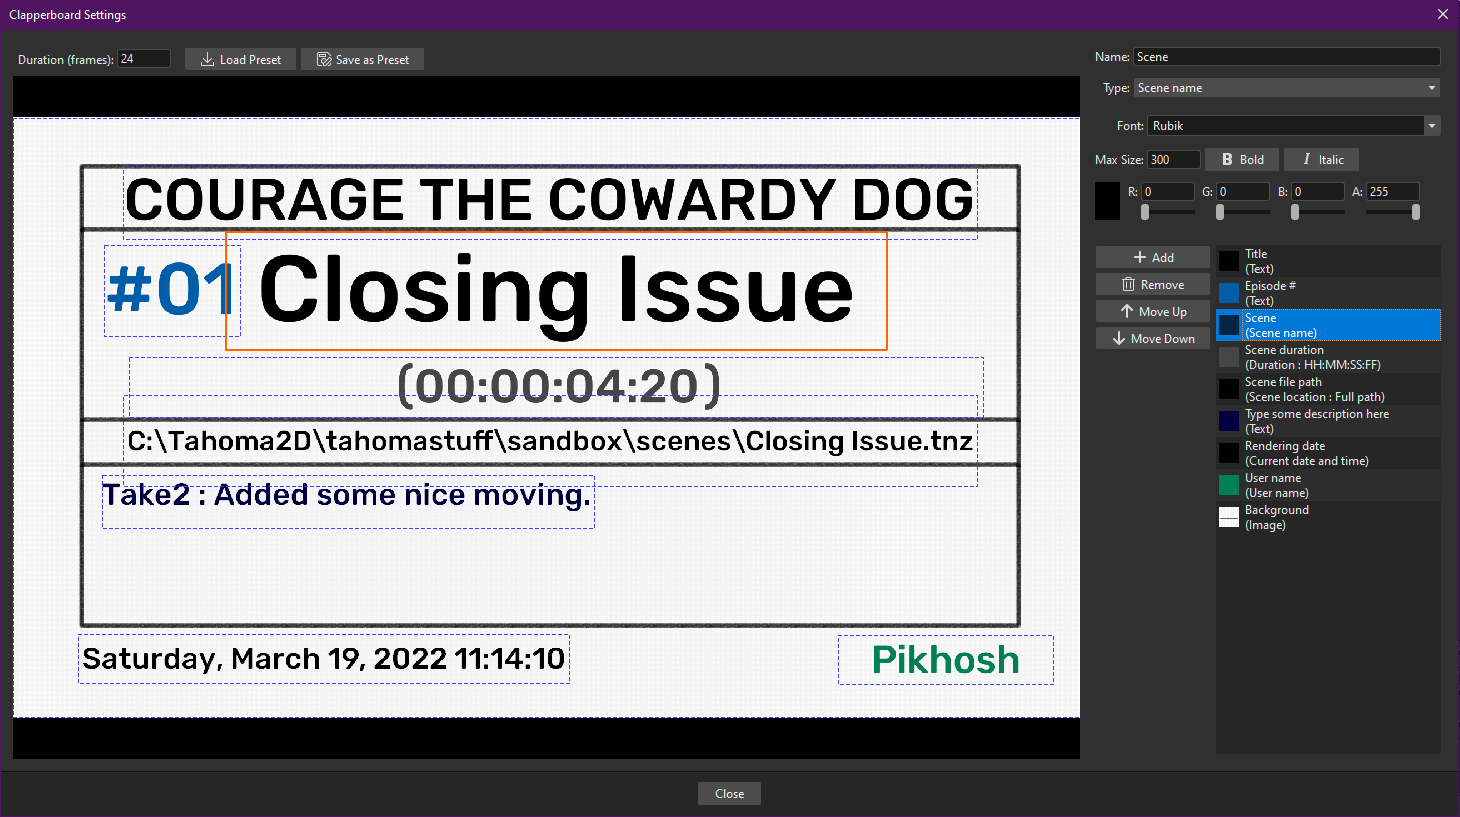 Clapperboard Settings
Duration (frames): 24
Load Preset
Save as Preset
COURAGE THE COWARDY DOG
#01
Closing Issue
(00:00:04:20)
C:\Tahoma2D\tahomastuff\sandbox\scenes\Closing Issue.tnz
Take2 : Added some nice moving.
Saturday, March 19, 2022 11:14:10
Pikhosh
Name: Scene
Type: Scene name
Font: Rubik
Max Size: 300
B Bold
I Italic
R: 0 G: 0 B: 0 A: 255
Add
Remove
Move Up
Move Down
Title
(Text)
Episode #
(Text)
Scene
(Scene name)
Scene duration
(Duration : HH:MM:SS:FF)
Scene file path
(Scene location : Full path)
Type some description here
(Text)
Rendering date
(Current date and time)
User name
(User name)
Background
(Image)
Close